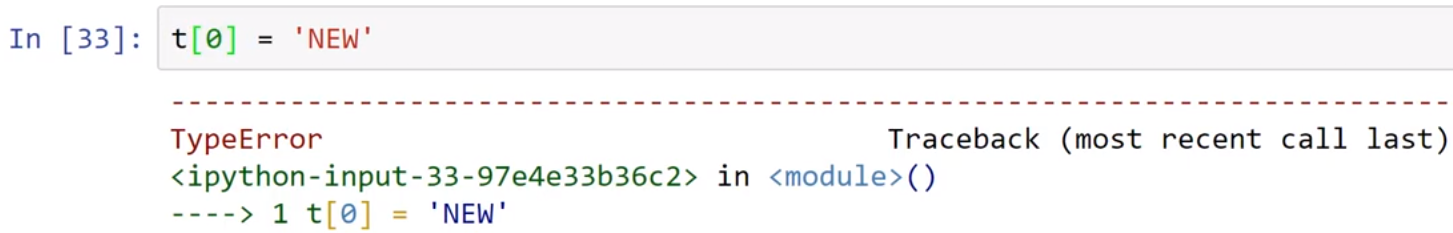 In [33]: t[0] = 'NEW'
---------------------------------------------------------------------------
TypeError                                 Traceback (most recent call last)
<ipython-input-33-97e4e33b36c2> in <module>()
----> 1 t[0] = 'NEW'